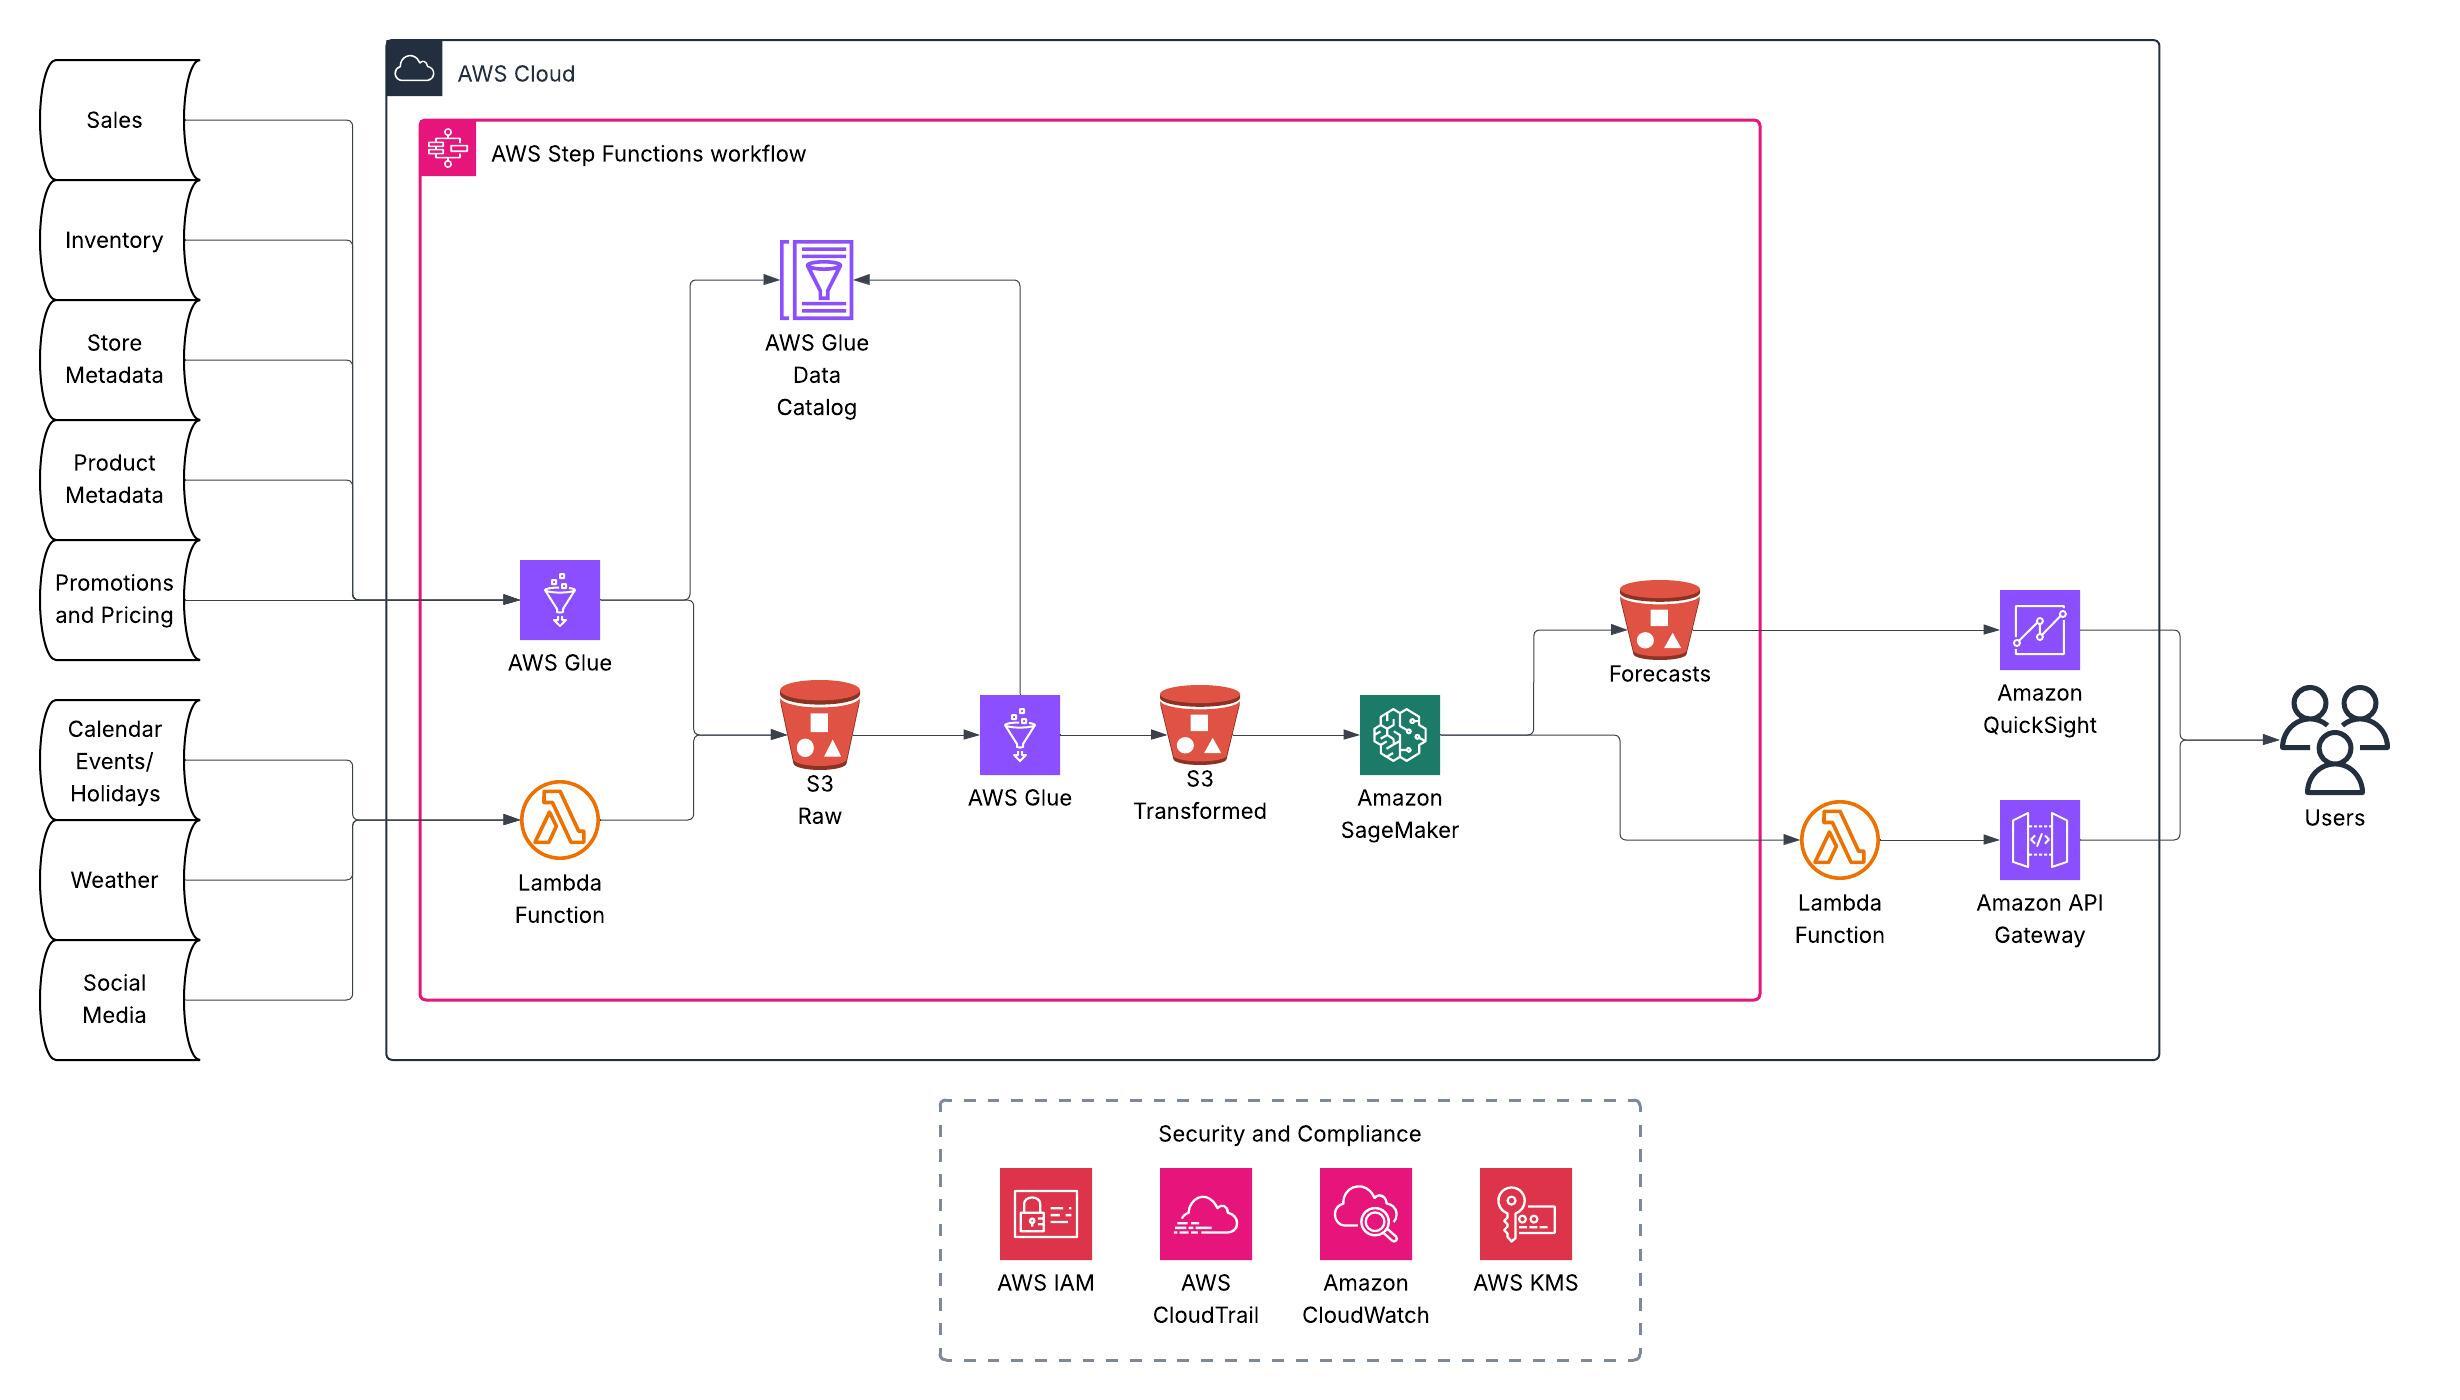 AWS Cloud
AWS Step Functions workflow
Sales
Inventory
Store
Metadata
Product
Metadata
Promotions
and Pricing
Calendar
Events/
Holidays
Weather
Social
Media
AWS Glue
Data
Catalog
AWS Glue
Lambda
Function
S3
Raw
AWS Glue
S3
Transformed
Amazon
SageMaker
Forecasts
Amazon
QuickSight
Lambda
Function
Amazon API
Gateway
Users
Security and Compliance
AWS IAM
AWS
CloudTrail
Amazon
CloudWatch
AWS KMS